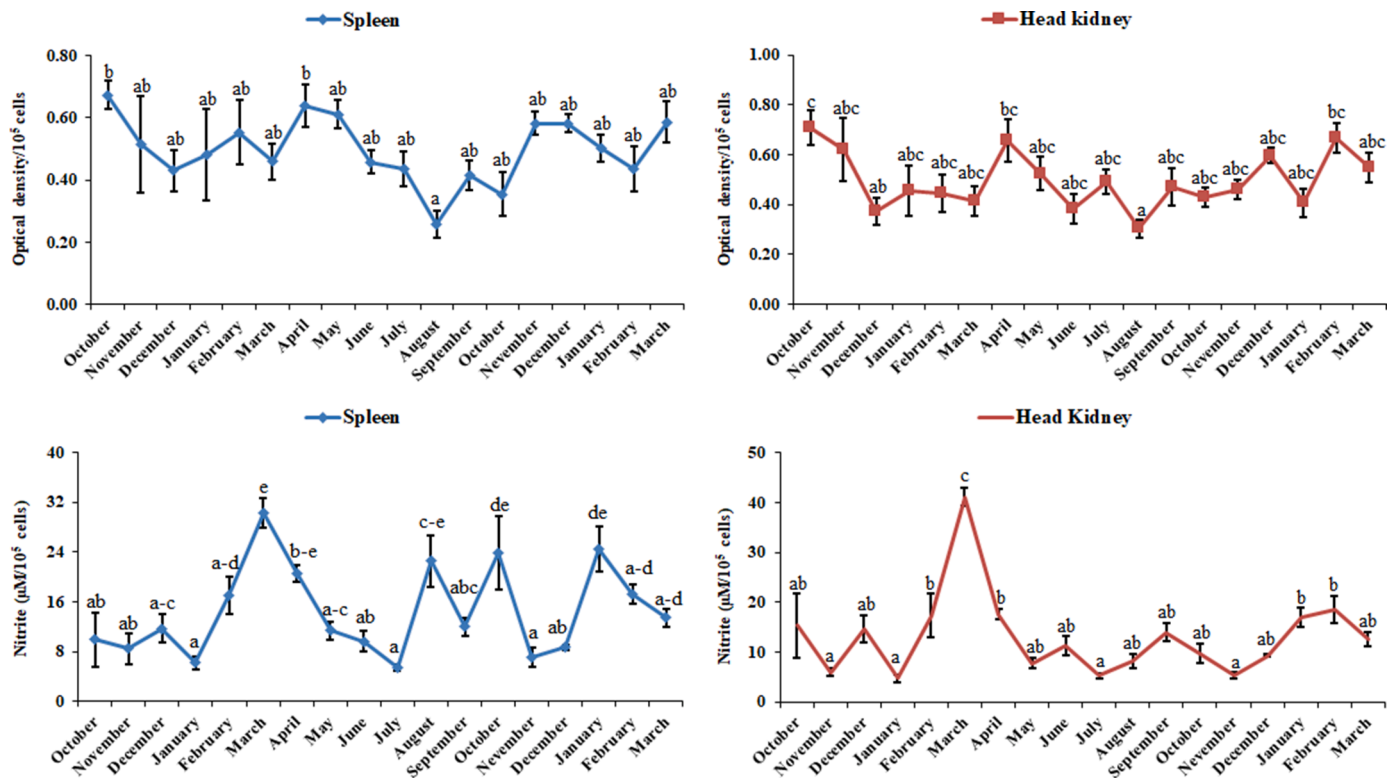 Spleen
Optical density/10⁵ cells
0.80
0.60
0.40
0.20
0.00
b ab ab ab ab ab b ab ab ab a ab ab ab ab ab ab ab
October November December January February March April May June July August September October November December January February March
Head kidney
Optical density/10⁵ cells
1.00
0.80
0.60
0.40
0.20
0.00
c abc ab abc abc abc bc abc abc abc a abc abc abc abc abc bc abc
October November December January February March April May June July August September October November December January February March
Spleen
Nitrite (µM/10⁵ cells)
40
32
24
16
8
0
ab ab a-c a a-d e b-e a-c ab a c-e abc de a ab de a-d a-d
October November December January February March April May June July August September October November December January February March
Head Kidney
Nitrite (µM/10⁵ cells)
50
40
30
20
10
0
ab a ab a b c b ab ab a ab ab ab a ab b b ab
October November December January February March April May June July August September October November December January February March